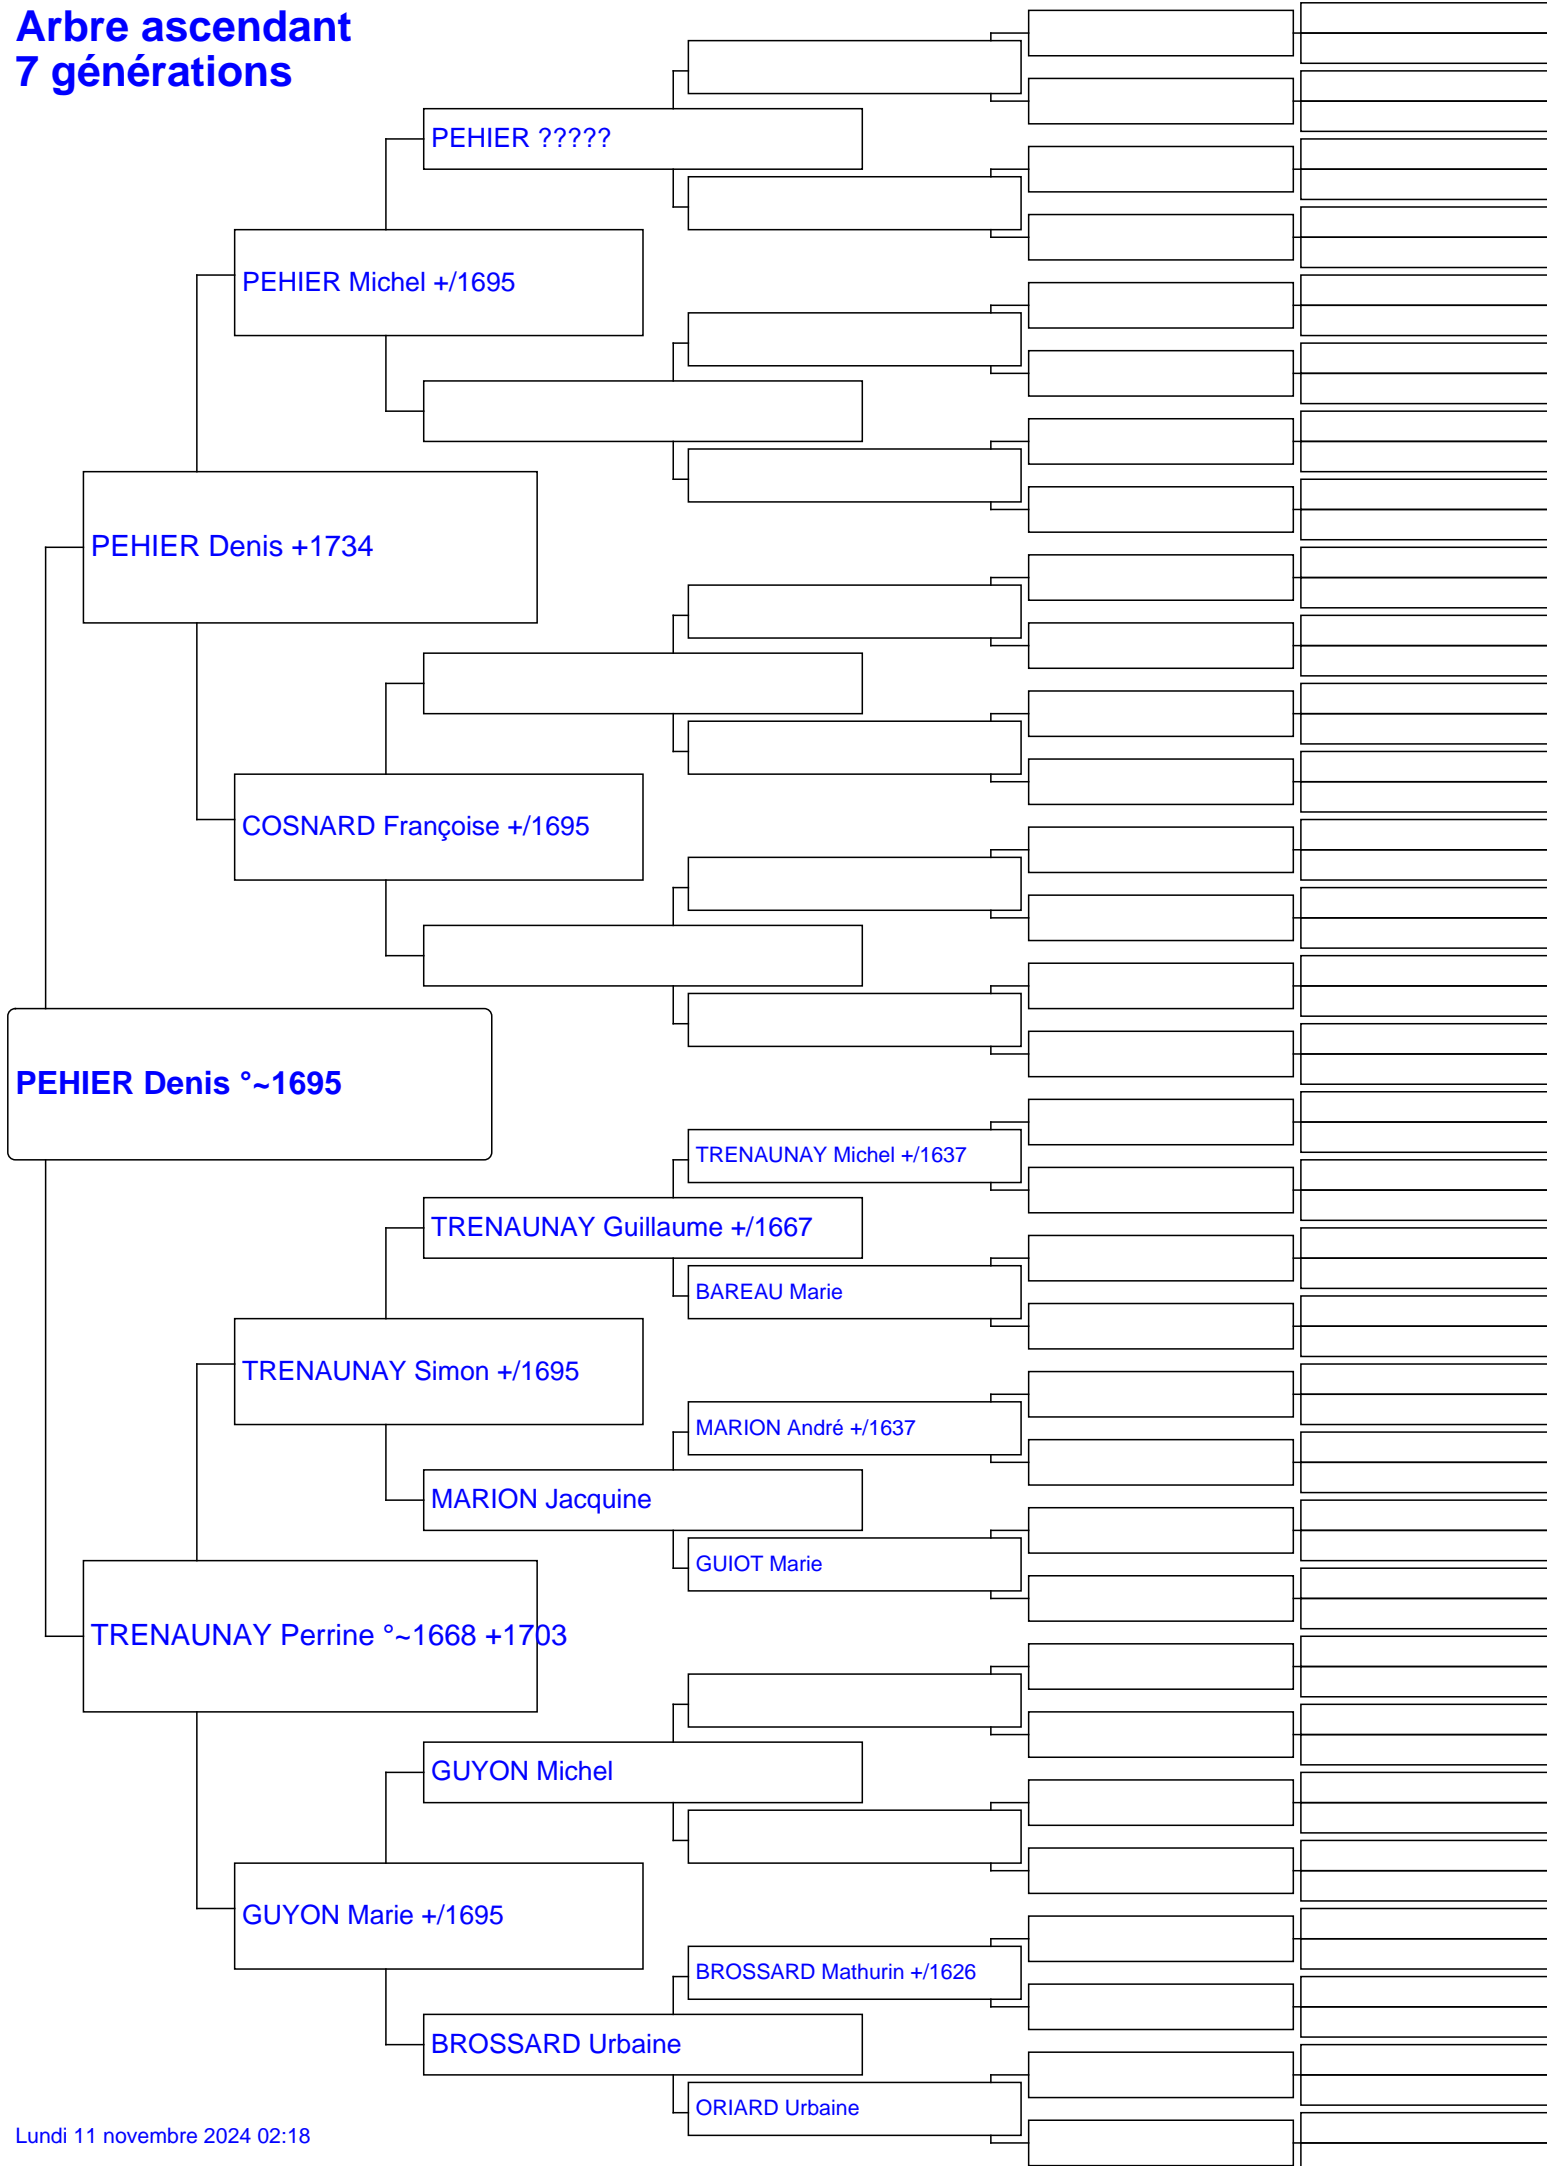 Arbre ascendant
7 générations
PEHIER ?????
PEHIER Michel +/1695
PEHIER Denis +1734
COSNARD Françoise +/1695
PEHIER Denis °~1695
TRENAUNAY Michel +/1637
TRENAUNAY Guillaume +/1667
BAREAU Marie
TRENAUNAY Simon +/1695
MARION André +/1637
MARION Jacquine
GUIOT Marie
TRENAUNAY Perrine °~1668 +1703
GUYON Michel
GUYON Marie +/1695
BROSSARD Mathurin +/1626
BROSSARD Urbaine
ORIARD Urbaine
Lundi 11 novembre 2024 02:18